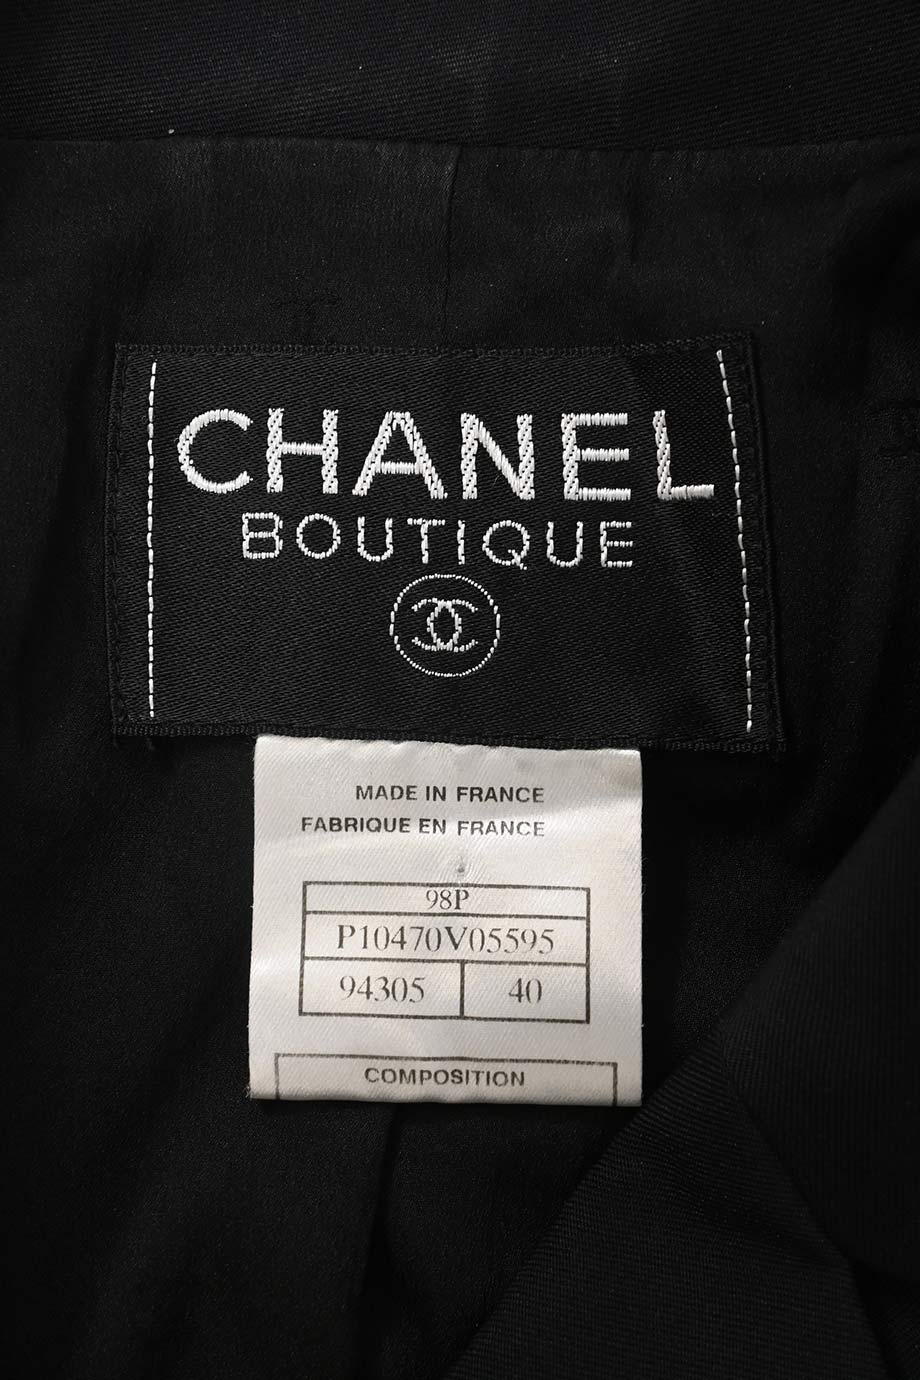 CHANEL
BOUTIQUE
MADE IN FRANCE
FABRIQUE EN FRANCE
98P
P10470V05595
94305 40
COMPOSITION